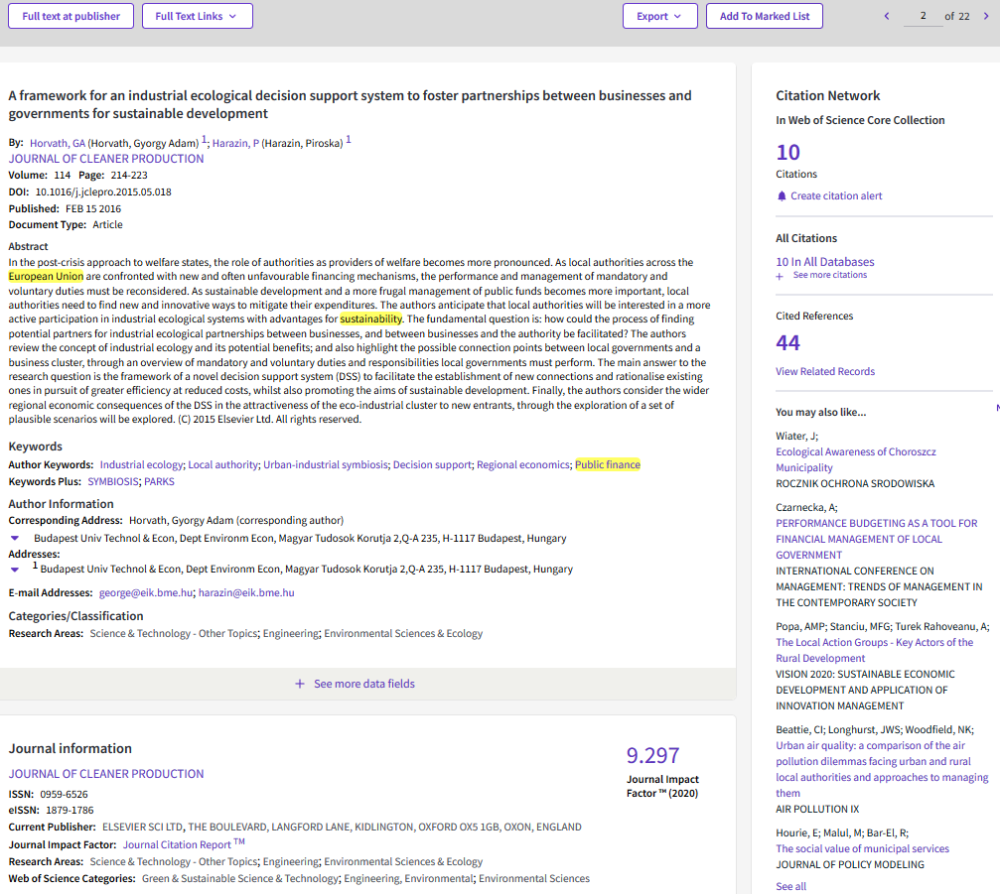 Full text at publisher
Full Text Links
Export
Add To Marked List
2 of 22
A framework for an industrial ecological decision support system to foster partnerships between businesses and
governments for sustainable development
By: Horvath, GA (Horvath, Gyorgy Adam) 1; Harazin, P (Harazin, Piroska) 1
JOURNAL OF CLEANER PRODUCTION
Volume: 114 Page: 214-223
DOI: 10.1016/j.jclepro.2015.05.018
Published: FEB 15 2016
Document Type: Article
Abstract
In the post-crisis approach to welfare states, the role of authorities as providers of welfare becomes more pronounced. As local authorities across the
European Union are confronted with new and often unfavourable financing mechanisms, the performance and management of mandatory and
voluntary duties must be reconsidered. As sustainable development and a more frugal management of public funds becomes more important, local
authorities need to find new and innovative ways to mitigate their expenditures. The authors anticipate that local authorities will be interested in a more
active participation in industrial ecological systems with advantages for sustainability. The fundamental question is: how could the process of finding
potential partners for industrial ecological partnerships between businesses, and between businesses and the authority be facilitated? The authors
review the concept of industrial ecology and its potential benefits; and also highlight the possible connection points between local governments and a
business cluster, through an overview of mandatory and voluntary duties and responsibilities local governments must perform. The main answer to the
research question is the framework of a novel decision support system (DSS) to facilitate the establishment of new connections and rationalise existing
ones in pursuit of greater efficiency at reduced costs, whilst also promoting the aims of sustainable development. Finally, the authors consider the wider
regional economic consequences of the DSS in the attractiveness of the eco-industrial cluster to new entrants, through the exploration of a set of
plausible scenarios will be explored. (C) 2015 Elsevier Ltd. All rights reserved.
Keywords
Author Keywords: Industrial ecology; Local authority; Urban-industrial symbiosis; Decision support; Regional economics; Public finance
Keywords Plus: SYMBIOSIS; PARKS
Author Information
Corresponding Address: Horvath, Gyorgy Adam (corresponding author)
Budapest Univ Technol & Econ, Dept Environm Econ, Magyar Tudosok Korutja 2,Q-A 235, H-1117 Budapest, Hungary
Addresses:
1 Budapest Univ Technol & Econ, Dept Environm Econ, Magyar Tudosok Korutja 2,Q-A 235, H-1117 Budapest, Hungary
E-mail Addresses: george@eik.bme.hu; harazin@eik.bme.hu
Categories/Classification
Research Areas: Science & Technology - Other Topics; Engineering; Environmental Sciences & Ecology
+ See more data fields
Journal information
JOURNAL OF CLEANER PRODUCTION
ISSN: 0959-6526
eISSN: 1879-1786
Current Publisher: ELSEVIER SCI LTD, THE BOULEVARD, LANGFORD LANE, KIDLINGTON, OXFORD OX5 1GB, OXON, ENGLAND
Journal Impact Factor: Journal Citation Report TM
Research Areas: Science & Technology - Other Topics; Engineering; Environmental Sciences & Ecology
Web of Science Categories: Green & Sustainable Science & Technology; Engineering, Environmental; Environmental Sciences
9.297
Journal Impact
Factor ™ (2020)
Citation Network
In Web of Science Core Collection
10
Citations
Create citation alert
All Citations
10 In All Databases
+ See more citations
Cited References
44
View Related Records
You may also like...
Wiater, J;
Ecological Awareness of Choroszcz
Municipality
ROCZNIK OCHRONA SRODOWISKA
Czarnecka, A;
PERFORMANCE BUDGETING AS A TOOL FOR
FINANCIAL MANAGEMENT OF LOCAL
GOVERNMENT
INTERNATIONAL CONFERENCE ON
MANAGEMENT: TRENDS OF MANAGEMENT IN
THE CONTEMPORARY SOCIETY
Popa, AMP; Stanciu, MFG; Turek Rahoveanu, A;
The Local Action Groups - Key Actors of the
Rural Development
VISION 2020: SUSTAINABLE ECONOMIC
DEVELOPMENT AND APPLICATION OF
INNOVATION MANAGEMENT
Beattie, CI; Longhurst, JWS; Woodfield, NK;
Urban air quality: a comparison of the air
pollution dilemmas facing urban and rural
local authorities and approaches to managing
them
AIR POLLUTION IX
Hourie, E; Malul, M; Bar-El, R;
The social value of municipal services
JOURNAL OF POLICY MODELING
See all